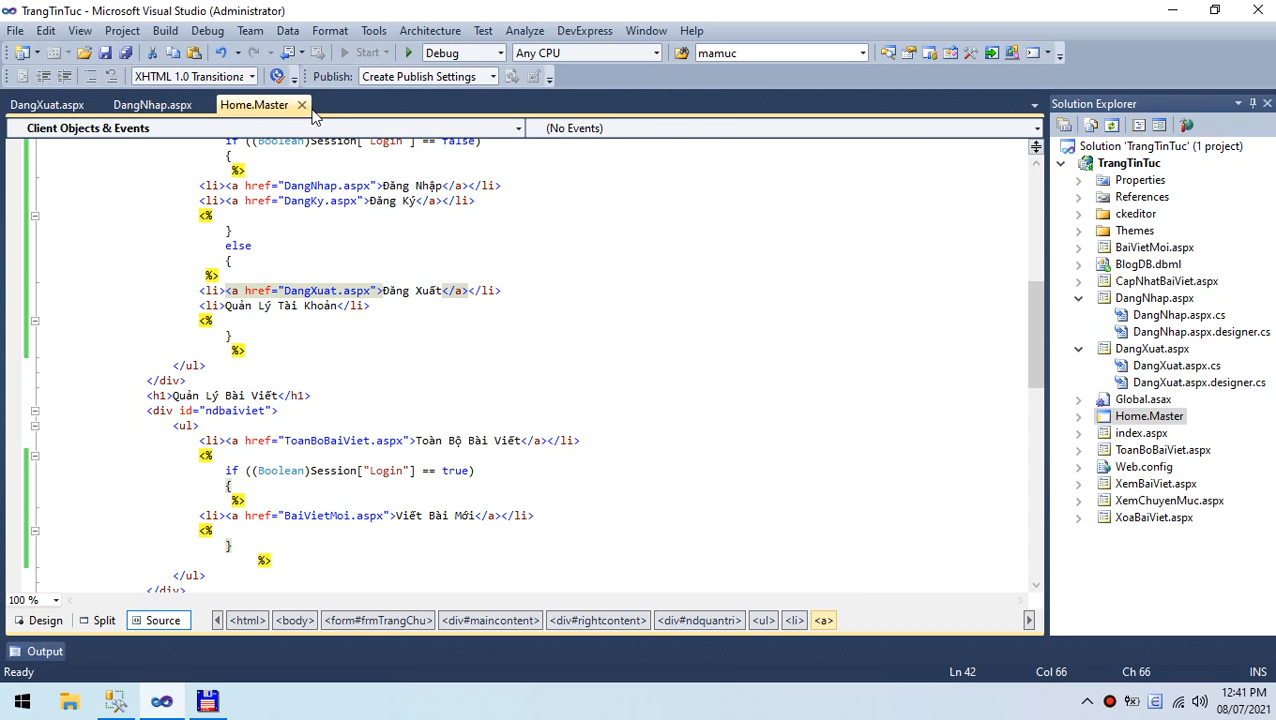 TrangTinTuc - Microsoft Visual Studio (Administrator)
File Edit View Project Build Debug Team Data Format Tools Architecture Test Analyze DevExpress Window Help
Start Debug Any CPU mamuc
XHTML 1.0 Transitiona Publish: Create Publish Settings
DangXuat.aspx DangNhap.aspx Home.Master
Client Objects & Events (No Events)
if ((Boolean)Session["Login"] == false)
{
%>
<li><a href="DangNhap.aspx">Đăng Nhập</a></li>
<li><a href="DangKy.aspx">Đăng Ký</a></li>
<%
}
else
{
%>
<li><a href="DangXuat.aspx">Đăng Xuất</a></li>
<li>Quản Lý Tài Khoản</li>
<%
}
%>
</ul>
</div>
<h1>Quản Lý Bài Viết</h1>
<div id="ndbaiviet">
<ul>
<li><a href="ToanBoBaiViet.aspx">Toàn Bộ Bài Viết</a></li>
<%
if ((Boolean)Session["Login"] == true)
{
%>
<li><a href="BaiVietMoi.aspx">Viết Bài Mới</a></li>
<%
}
%>
</ul>
</div>
100 %
Design Split Source <html> <body> <form#frmTrangChu> <div#maincontent> <div#rightcontent> <div#ndquantri> <ul> <li> <a>
Output
Ready Ln 42 Col 66 Ch 66 INS
Solution Explorer
Solution 'TrangTinTuc' (1 project)
TrangTinTuc
Properties
References
ckeditor
Themes
BaiVietMoi.aspx
BlogDB.dbml
CapNhatBaiViet.aspx
DangNhap.aspx
DangNhap.aspx.cs
DangNhap.aspx.designer.cs
DangXuat.aspx
DangXuat.aspx.cs
DangXuat.aspx.designer.cs
Global.asax
Home.Master
index.aspx
ToanBoBaiViet.aspx
Web.config
XemBaiViet.aspx
XemChuyenMuc.aspx
XoaBaiViet.aspx
12:41 PM
08/07/2021